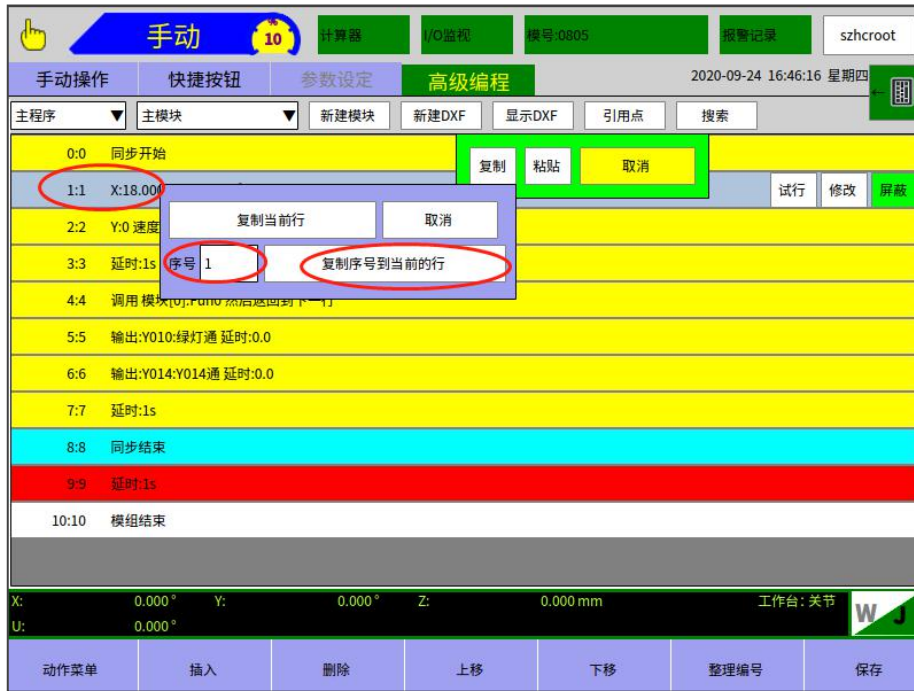 手动 % 10 计算器 I/O监视 模号:0805 报警记录 szhcroot
手动操作 快捷按钮 参数设定 高级编程 2020-09-24 16:46:16 星期四 ←
主程序 ▼ 主模块 ▼ 新建模块 新建DXF 显示DXF 引用点 搜索
0:0 同步开始
复制 粘贴 取消
1:1 X:18.000 试行 修改 屏蔽
复制当前行 取消
2:2 Y:0 速度
3:3 延时:1s 序号 1 复制序号到当前的行
4:4 调用 模块[0]:Fun0 然后返回到下一行
5:5 输出:Y010:绿灯通 延时:0.0
6:6 输出:Y014:Y014通 延时:0.0
7:7 延时:1s
8:8 同步结束
9:9 延时:1s
10:10 模组结束
X: 0.000° Y: 0.000° Z: 0.000 mm 工作台: 关节
U: 0.000° W J
动作菜单 插入 删除 上移 下移 整理编号 保存